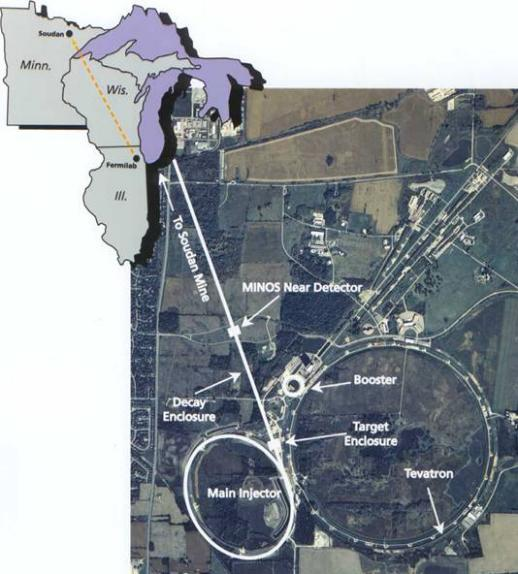 Soudan
Minn.
Wis.
Fermilab
Ill.
To Soudan Mine
MINOS Near Detector
Booster
Decay
Enclosure
Target
Enclosure
Tevatron
Main Injector